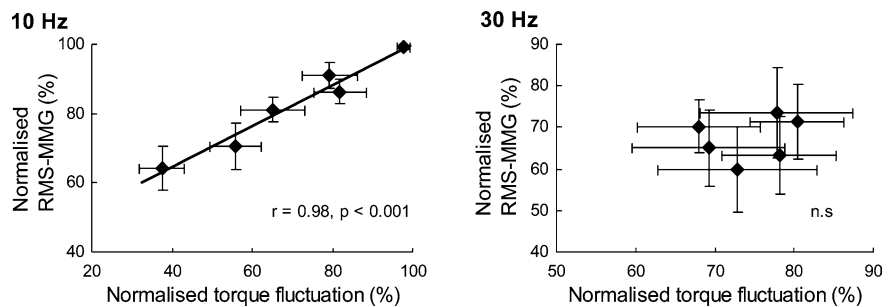 10 Hz
Normalised
RMS-MMG (%)
100
80
60
40
r = 0.98, p < 0.001
20
40
60
80
100
Normalised torque fluctuation (%)
30 Hz
Normalised
RMS-MMG (%)
90
80
70
60
50
40
n.s
50
60
70
80
90
Normalised torque fluctuation (%)